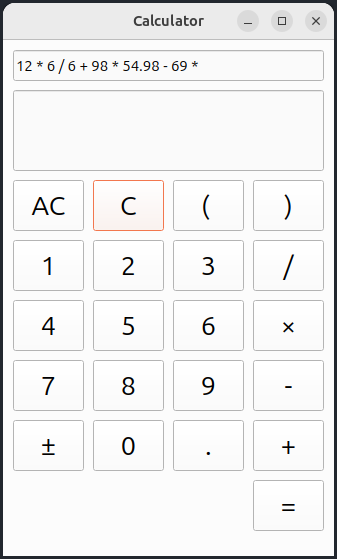 Calculator
12 * 6 / 6 + 98 * 54.98 - 69 *
AC C ( )
1 2 3 /
4 5 6 ×
7 8 9 -
± 0 . +
=